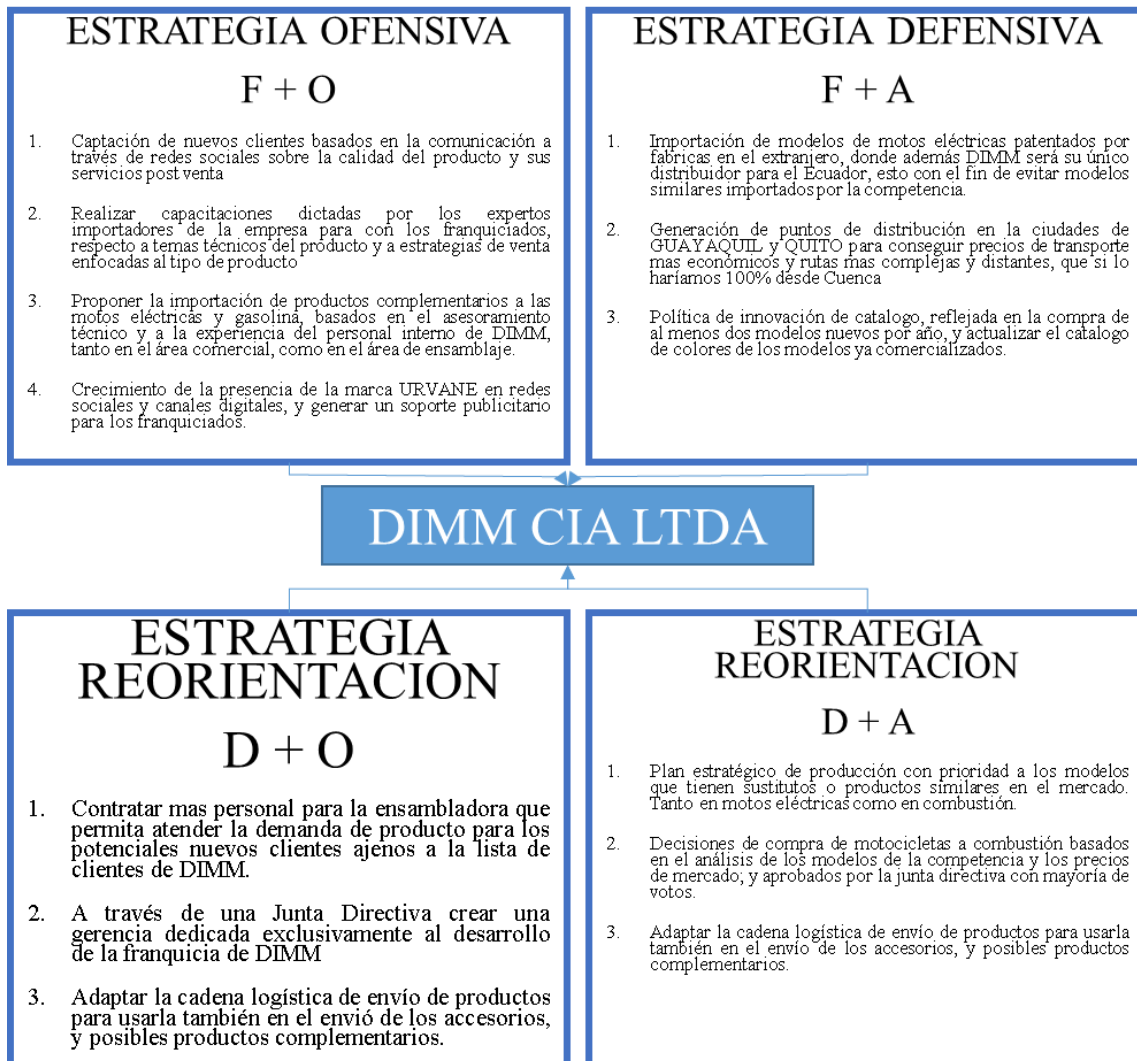 ESTRATEGIA OFENSIVA
F + O
1. Captación de nuevos clientes basados en la comunicación a
través de redes sociales sobre la calidad del producto y sus
servicios post venta
2. Realizar capacitaciones dictadas por los expertos
importadores de la empresa para con los franquiciados,
respecto a temas técnicos del producto y a estrategias de venta
enfocadas al tipo de producto
3. Proponer la importación de productos complementarios a las
motos eléctricas y gasolina, basados en el asesoramiento
técnico y a la experiencia del personal interno de DIMM,
tanto en el área comercial, como en el área de ensamblaje.
4. Crecimiento de la presencia de la marca URVANE en redes
sociales y canales digitales, y generar un soporte publicitario
para los franquiciados.
ESTRATEGIA DEFENSIVA
F + A
1. Importación de modelos de motos eléctricas patentados por
fabricas en el extranjero, donde además DIMM será su único
distribuidor para el Ecuador, esto con el fin de evitar modelos
similares importados por la competencia.
2. Generación de puntos de distribución en la ciudades de
GUAYAQUIL y QUITO para conseguir precios de transporte
mas económicos y rutas mas complejas y distantes, que si lo
haríamos 100% desde Cuenca
3. Política de innovación de catalogo, reflejada en la compra de
al menos dos modelos nuevos por año, y actualizar el catalogo
de colores de los modelos ya comercializados.
DIMM CIA LTDA
ESTRATEGIA
REORIENTACION
D + O
1. Contratar mas personal para la ensambladora que
permita atender la demanda de producto para los
potenciales nuevos clientes ajenos a la lista de
clientes de DIMM.
2. A través de una Junta Directiva crear una
gerencia dedicada exclusivamente al desarrollo
de la franquicia de DIMM
3. Adaptar la cadena logística de envío de productos
para usarla también en el envió de los accesorios,
y posibles productos complementarios.
ESTRATEGIA
REORIENTACION
D + A
1. Plan estratégico de producción con prioridad a los modelos
que tienen sustitutos o productos similares en el mercado.
Tanto en motos eléctricas como en combustión.
2. Decisiones de compra de motocicletas a combustión basados
en el análisis de los modelos de la competencia y los precios
de mercado; y aprobados por la junta directiva con mayoría de
votos.
3. Adaptar la cadena logística de envío de productos para usarla
también en el envío de los accesorios, y posibles productos
complementarios.